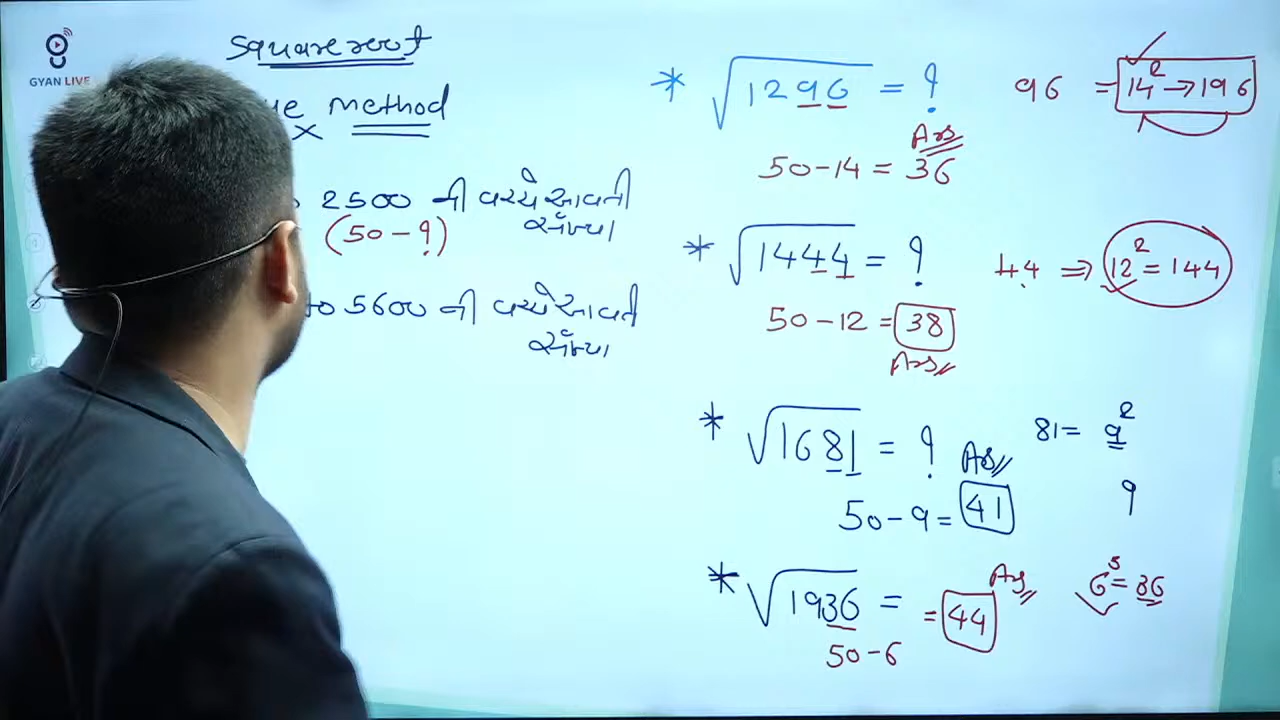 GYAN LIVE
Square root
method
2500 ની વચ્ચે આવતી
સંખ્યા
(50 - ?)
to 5600 ની વચ્ચે આવતી
સંખ્યા
* √1296 = ?
96 = 14² → 196
Ans
50 - 14 = 36
* √1444 = ?
44 ⇒ 12² = 144
50 - 12 = 38
Ans
* √1681 = ?
81 = 9²
Ans
9
50 - 9 = 41
* √1936 = = 44
Ans
6² = 36
50 - 6